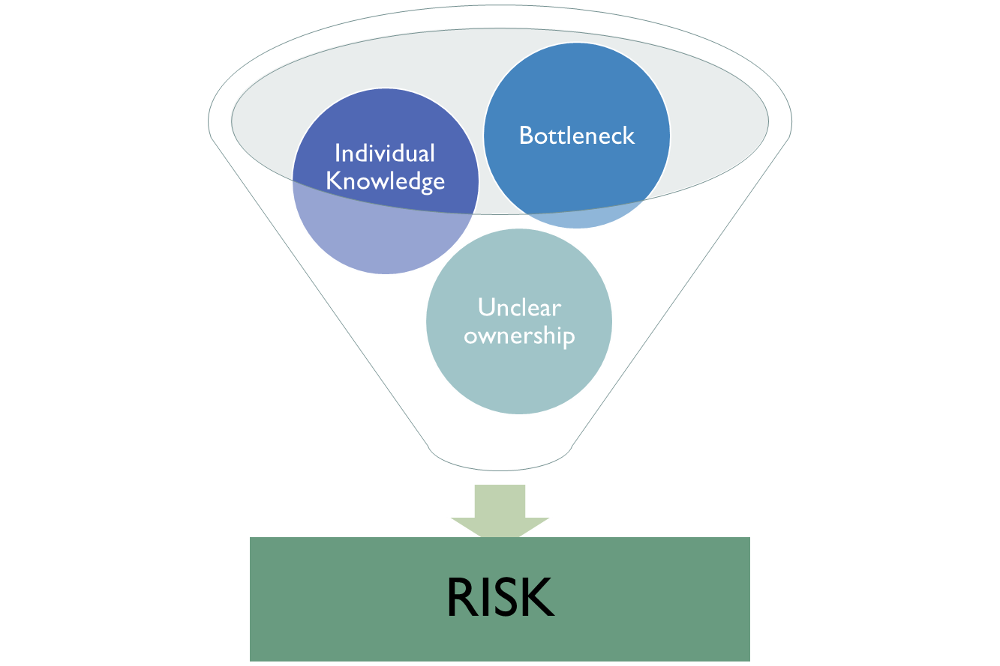 Individual
Knowledge
Bottleneck
Unclear
ownership
RISK